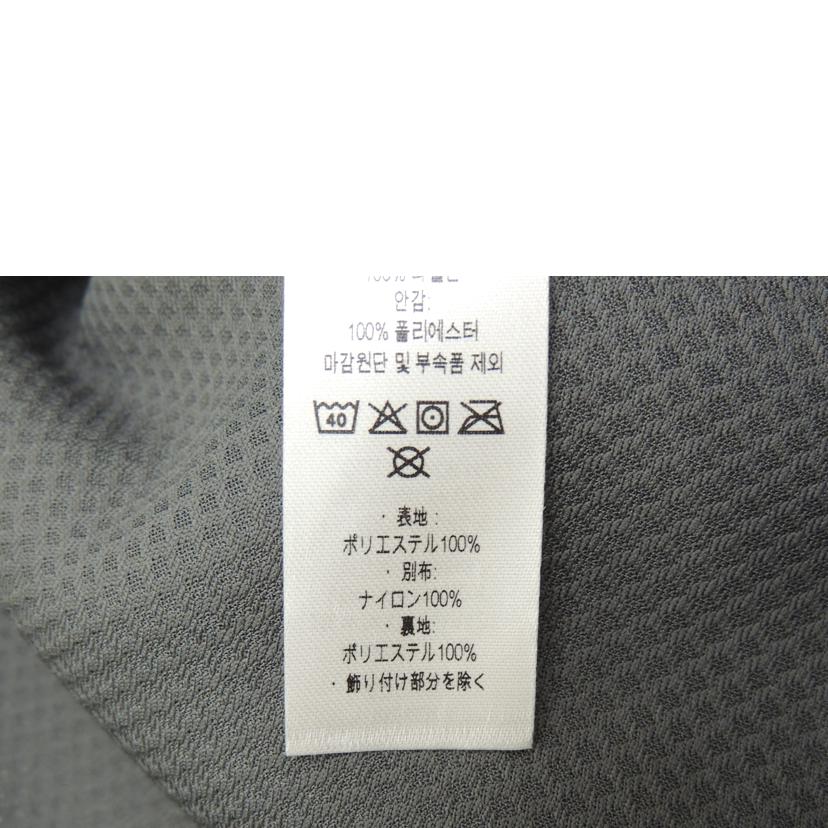 안감:
100% 폴리에스터
마감원단 및 부속품 제외
40
・表地:
ポリエステル100%
・別布:
ナイロン100%
・裏地:
ポリエステル100%
・飾り付け部分を除く